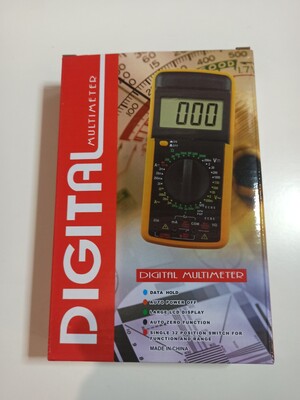 DIGITAL
MULTIMETER
000
DIGITAL MULTIMETER
DATA HOLD
AUTO POWER OFF
LARGE LCD DISPLAY
AUTO ZERO FUNCTION
SINGLE 32 POSITION SWITCH FOR
FUNCTION AND RANGE
MADE IN CHINA